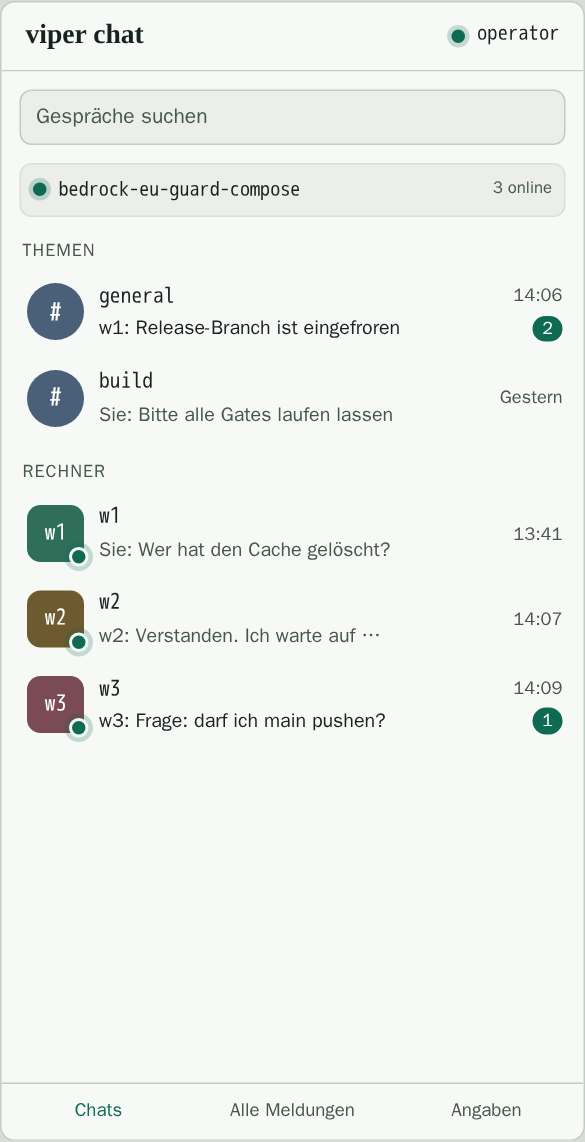 viper chat
operator
Gespräche suchen
bedrock-eu-guard-compose
3 online
THEMEN
#
general
14:06
w1: Release-Branch ist eingefroren
2
#
build
Gestern
Sie: Bitte alle Gates laufen lassen
RECHNER
w1
w1
13:41
Sie: Wer hat den Cache gelöscht?
w2
w2
14:07
w2: Verstanden. Ich warte auf ⋯
w3
w3
14:09
w3: Frage: darf ich main pushen?
1
Chats
Alle Meldungen
Angaben